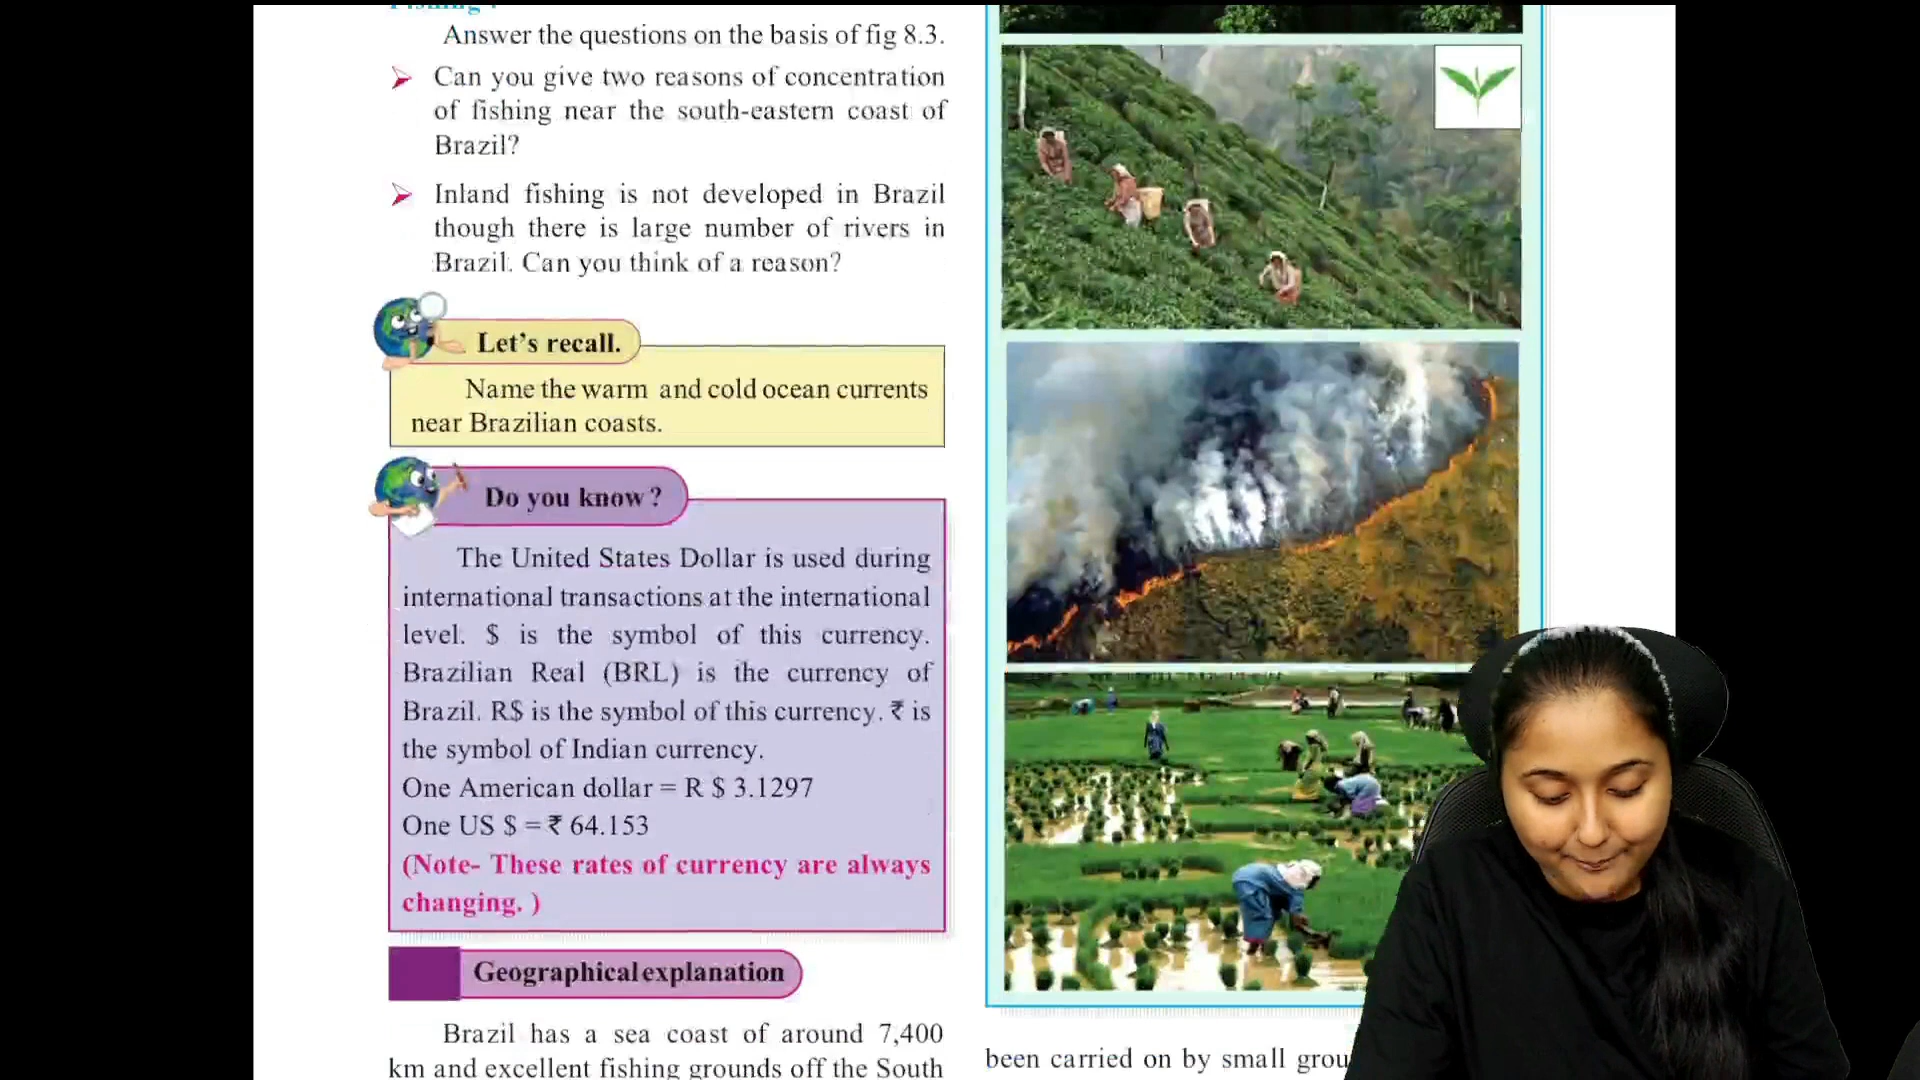 Answer the questions on the basis of fig 8.3.
Can you give two reasons of concentration
of fishing near the south-eastern coast of
Brazil?
Inland fishing is not developed in Brazil
though there is large number of rivers in
Brazil. Can you think of a reason?
Let's recall.
Name the warm and cold ocean currents
near Brazilian coasts.
Do you know ?
The United States Dollar is used during
international transactions at the international
level. $ is the symbol of this currency.
Brazilian Real (BRL) is the currency of
Brazil. R$ is the symbol of this currency. ₹ is
the symbol of Indian currency.
One American dollar = R $ 3.1297
One US $ = ₹ 64.153
(Note- These rates of currency are always
changing. )
Geographical explanation
Brazil has a sea coast of around 7,400
km and excellent fishing grounds off the South
been carried on by small